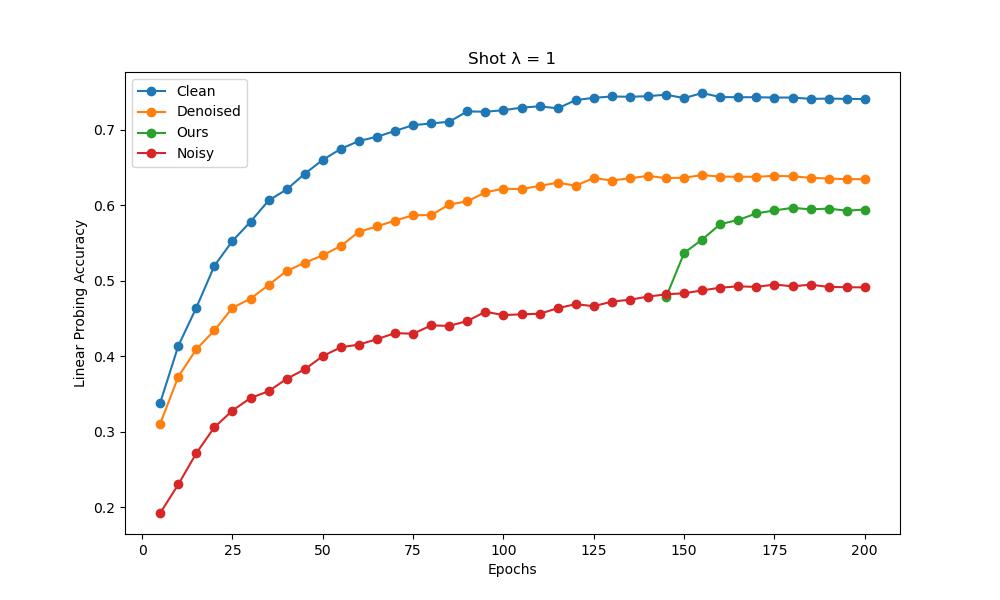 Shot λ = 1
Clean
Denoised
Ours
Noisy
Linear Probing Accuracy
0.7
0.6
0.5
0.4
0.3
0.2
0 25 50 75 100 125 150 175 200
Epochs